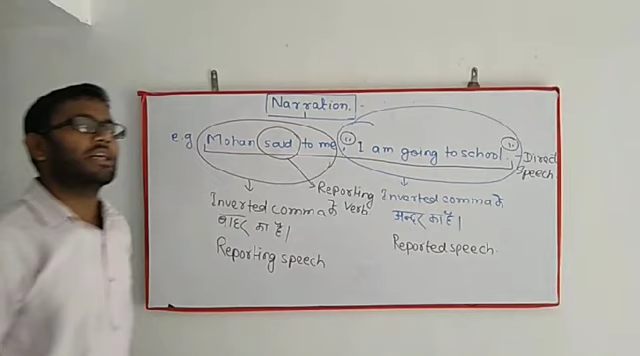 Narration.
e.g Mohan said to me, "I am going to school." → Direct Speech.
Reporting Verb
Inverted comma के
बाहर का है।
Reporting speech
Inverted comma के
अन्दर का है।
Reported speech.